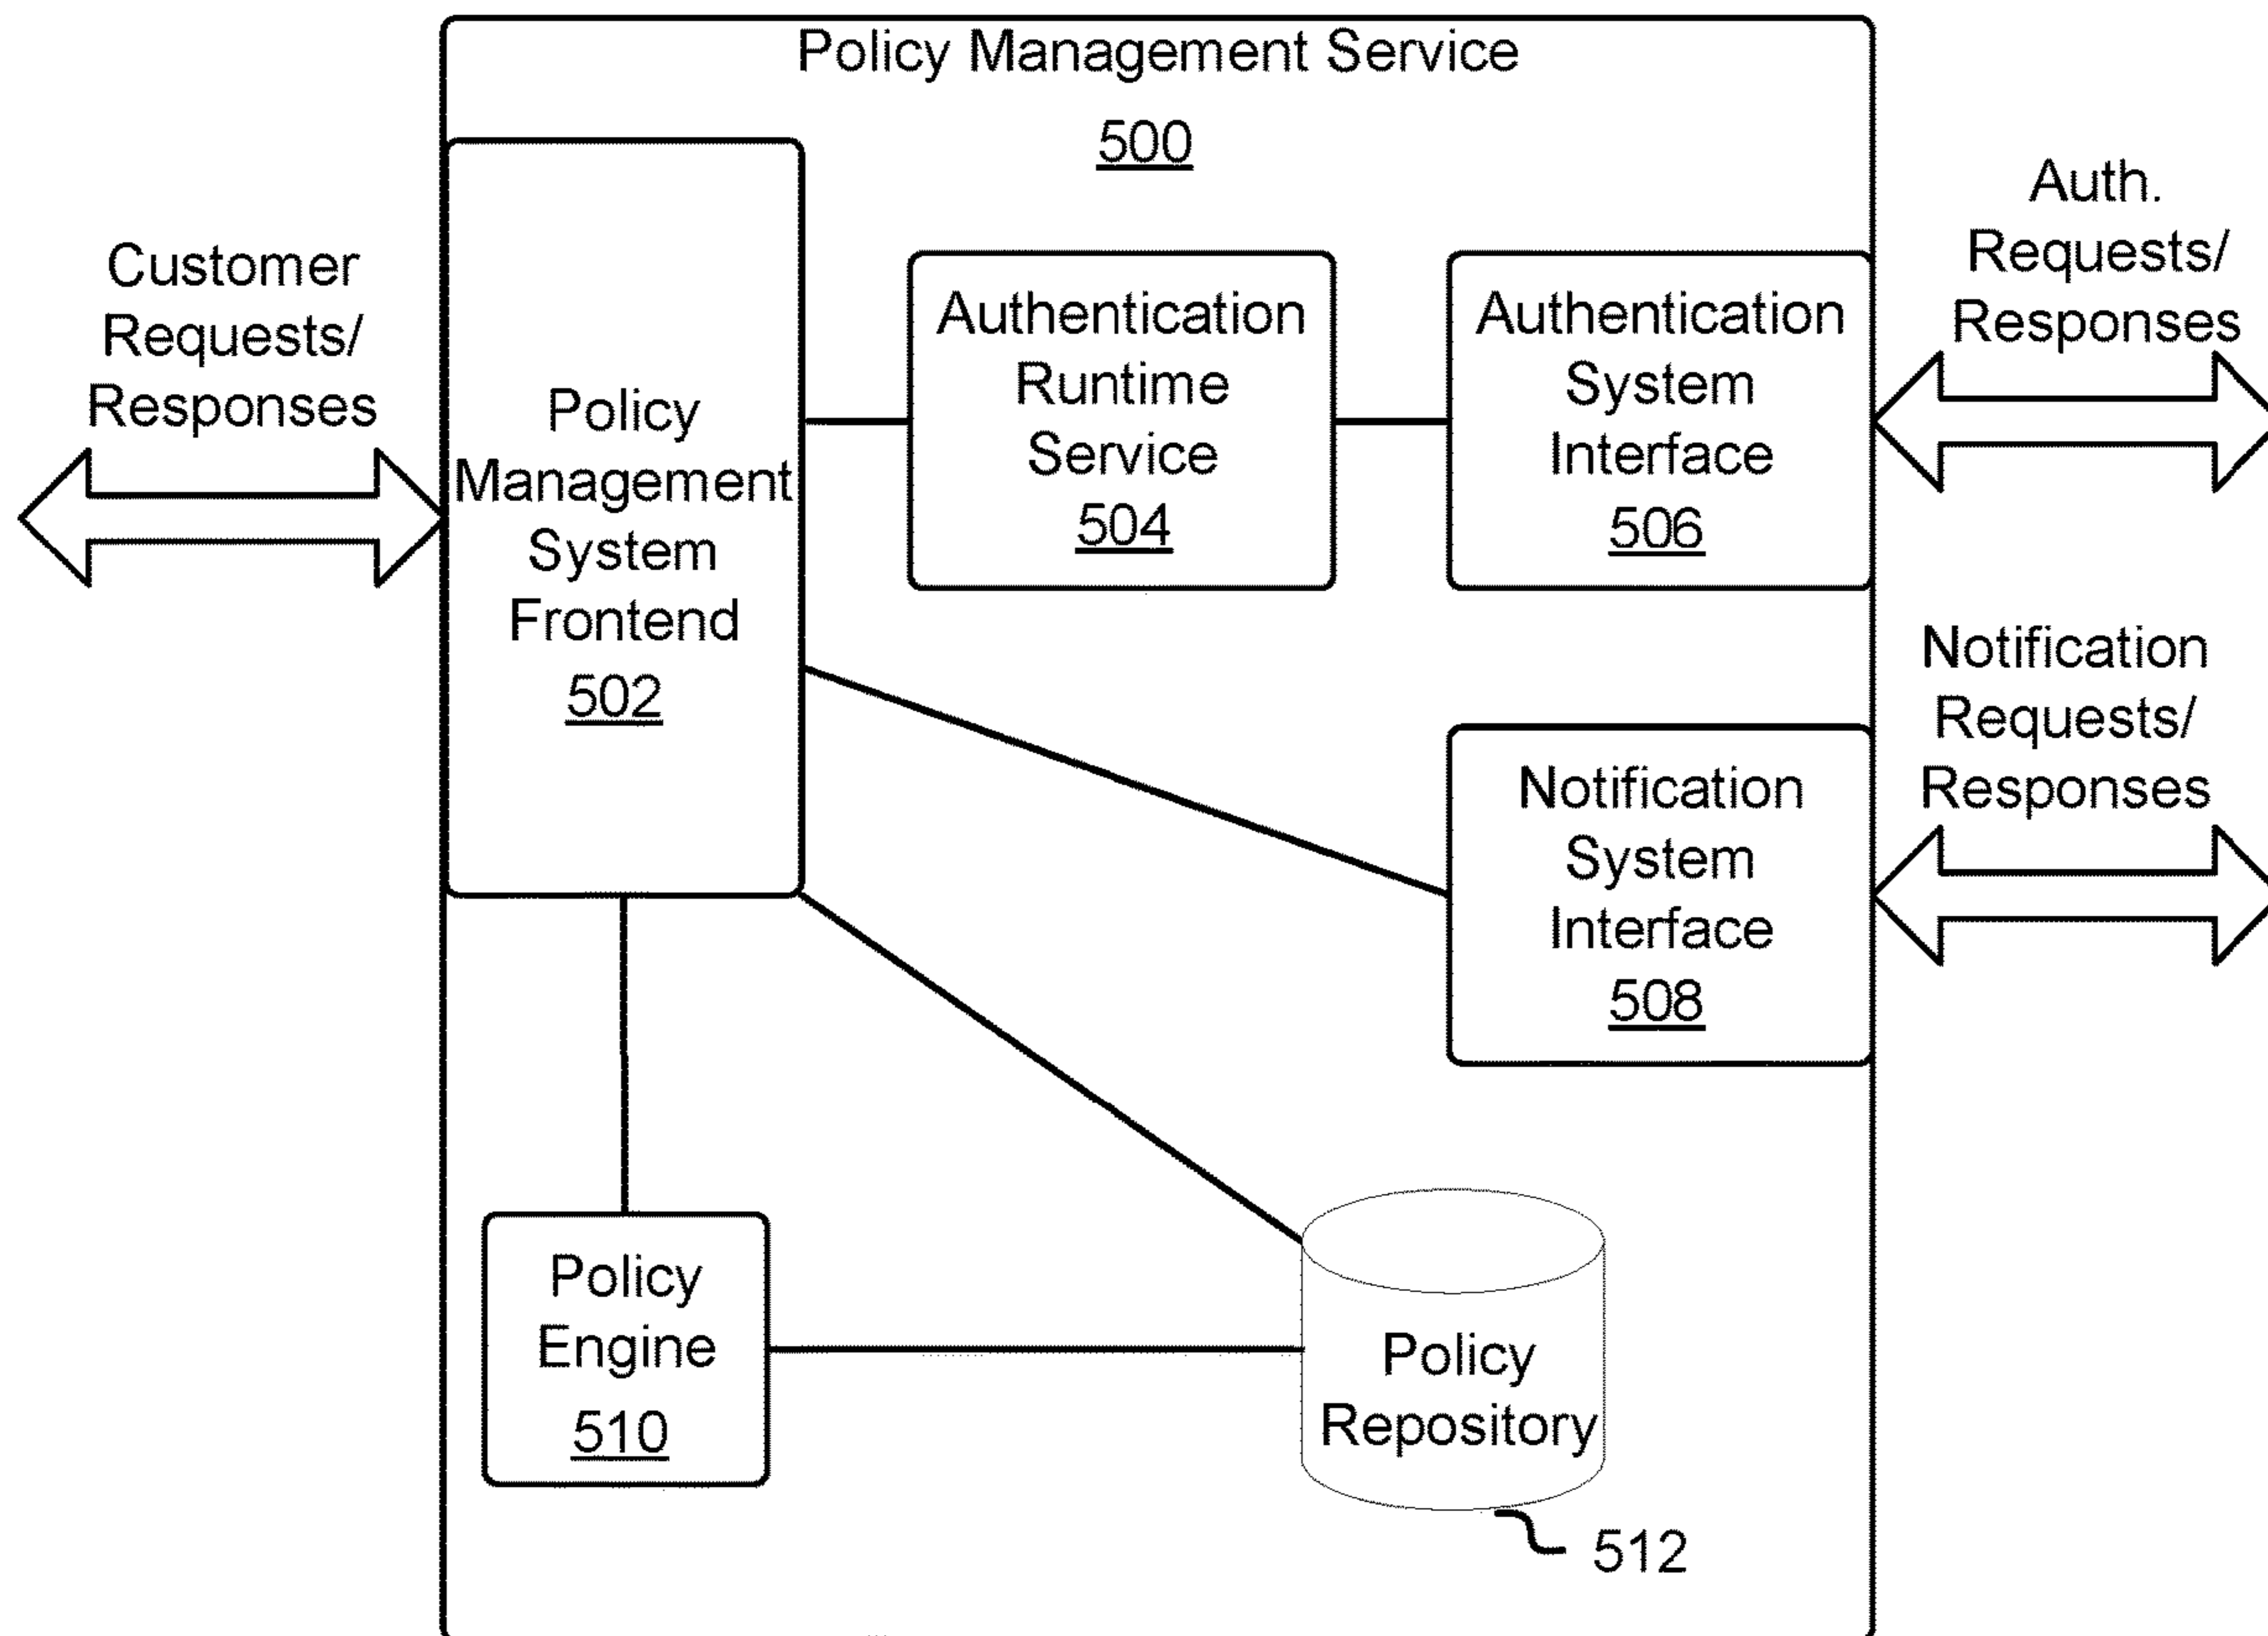 Policy Management Service
500
Customer
Requests/
Responses
Policy
Management
System
Frontend
502
Authentication
Runtime
Service
504
Authentication
System
Interface
506
Auth.
Requests/
Responses
Notification
System
Interface
508
Notification
Requests/
Responses
Policy
Engine
510
Policy
Repository
512